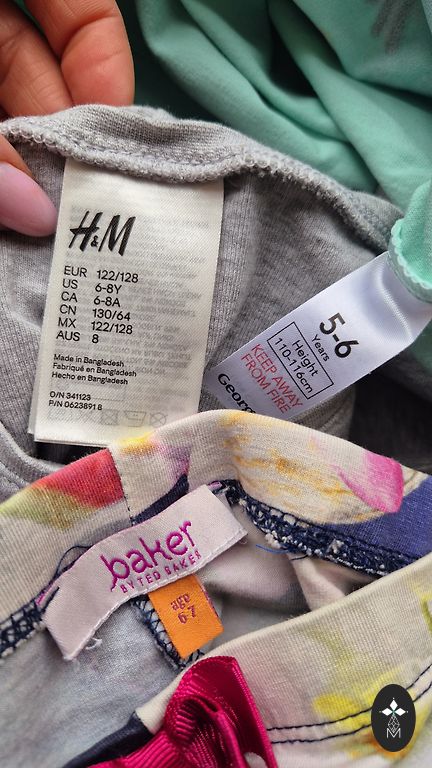 H&M
EUR 122/128
US 6-8Y
CA 6-8A
CN 130/64
MX 122/128
AUS 8
Made in Bangladesh
Fabriqué en Bangladesh
Hecho en Bangladesh
O/N 341123
P/N 06238918
5-6
Years
Height
110-116cm
KEEP AWAY
FROM FIRE
baker
BY TED BAKER
age
6-7
M